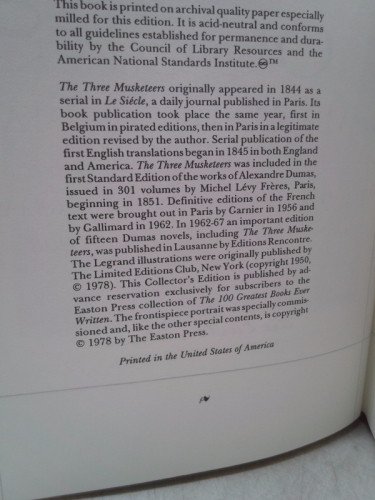 This book is printed on archival quality paper especially
milled for this edition. It is acid-neutral and conforms
to all guidelines established for permanence and dura-
bility by the Council of Library Resources and the
American National Standards Institute.♾™
The Three Musketeers originally appeared in 1844 as a
serial in Le Siécle, a daily journal published in Paris. Its
book publication took place the same year, first in
Belgium in pirated editions, then in Paris in a legitimate
edition revised by the author. Serial publication of the
first English translations began in 1845 in both England
and America. The Three Musketeers was included in the
first Standard Edition of the works of Alexandre Dumas,
issued in 301 volumes by Michel Lévy Frères, Paris,
beginning in 1851. Definitive editions of the French
text were brought out in Paris by Garnier in 1956 and
by Gallimard in 1962. In 1962-67 an important edition
of fifteen Dumas novels, including The Three Muske-
teers, was published in Lausanne by Editions Rencontre.
The Legrand illustrations were originally published by
The Limited Editions Club, New York (copyright 1950,
© 1978). This Collector's Edition is published by ad-
vance reservation exclusively for subscribers to the
Easton Press collection of The 100 Greatest Books Ever
Written. The frontispiece portrait was specially commis-
sioned and, like the other special contents, is copyright
© 1978 by The Easton Press.
Printed in the United States of America